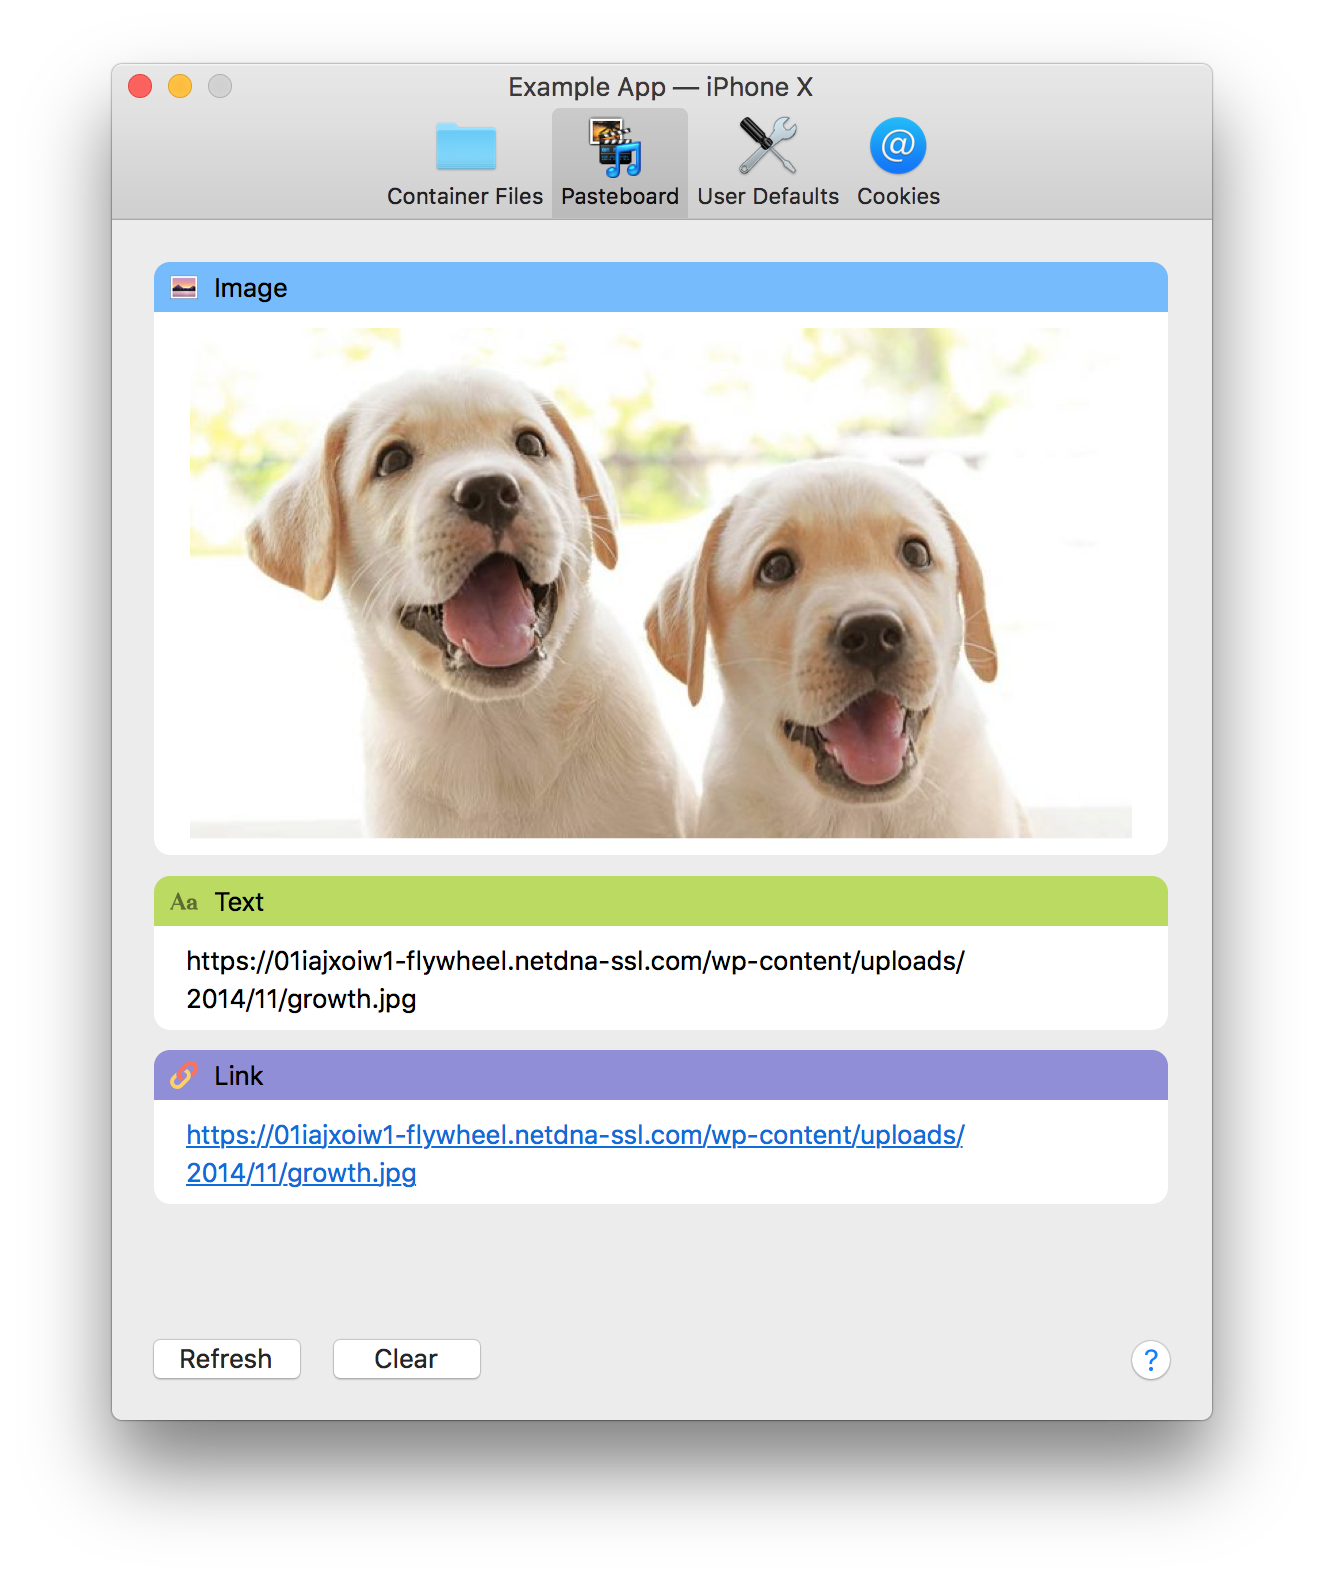 Example App — iPhone X
Container Files
Pasteboard
User Defaults
@
Cookies
Image
Aa
Text
https://01iajxoiw1-flywheel.netdna-ssl.com/wp-content/uploads/
2014/11/growth.jpg
Link
https://01iajxoiw1-flywheel.netdna-ssl.com/wp-content/uploads/
2014/11/growth.jpg
Refresh
Clear
?